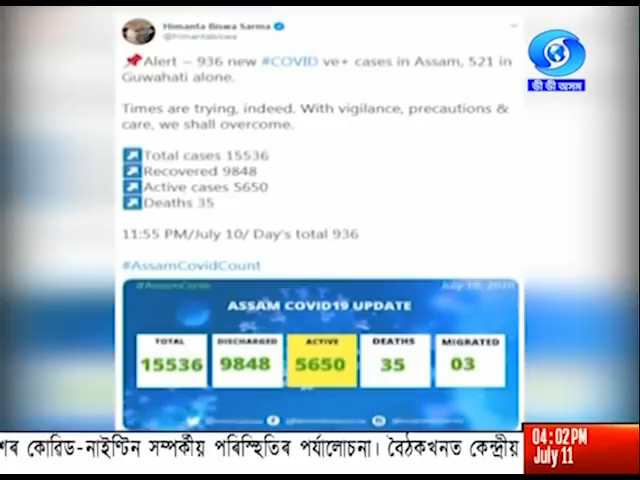 Himanta Biswa Sarma
@himantabiswa
Alert – 936 new #COVID ve+ cases in Assam, 521 in
Guwahati alone.
Times are trying, indeed. With vigilance, precautions &
care, we shall overcome.
Total cases 15536
Recovered 9848
Active cases 5650
Deaths 35
11:55 PM/July 10/ Day's total 936
#AssamCovidCount
July 10, 2020
ASSAM COVID19 UPDATE
TOTAL DISCHARGED ACTIVE DEATHS MIGRATED
15536 9848 5650 35 03
ডী ডী অসম
শৰ কোৱিড-নাইণ্টিন সম্পৰ্কীয় পৰিস্থিতিৰ পৰ্যালোচনা। বৈঠকখনত কেন্দ্ৰীয়
04:02PM
July 11